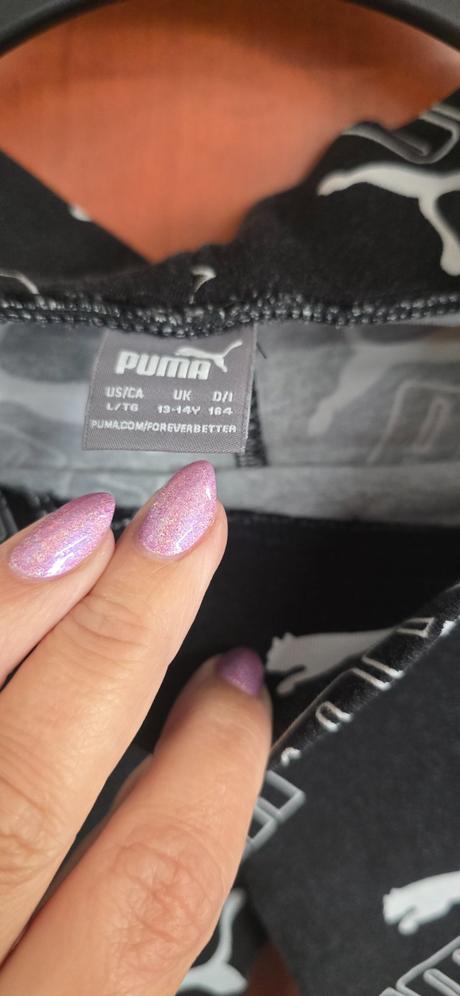 PUMA
US/CA UK D/I
L/TG 13-14Y 164
PUMA.COM/FOREVERBETTER